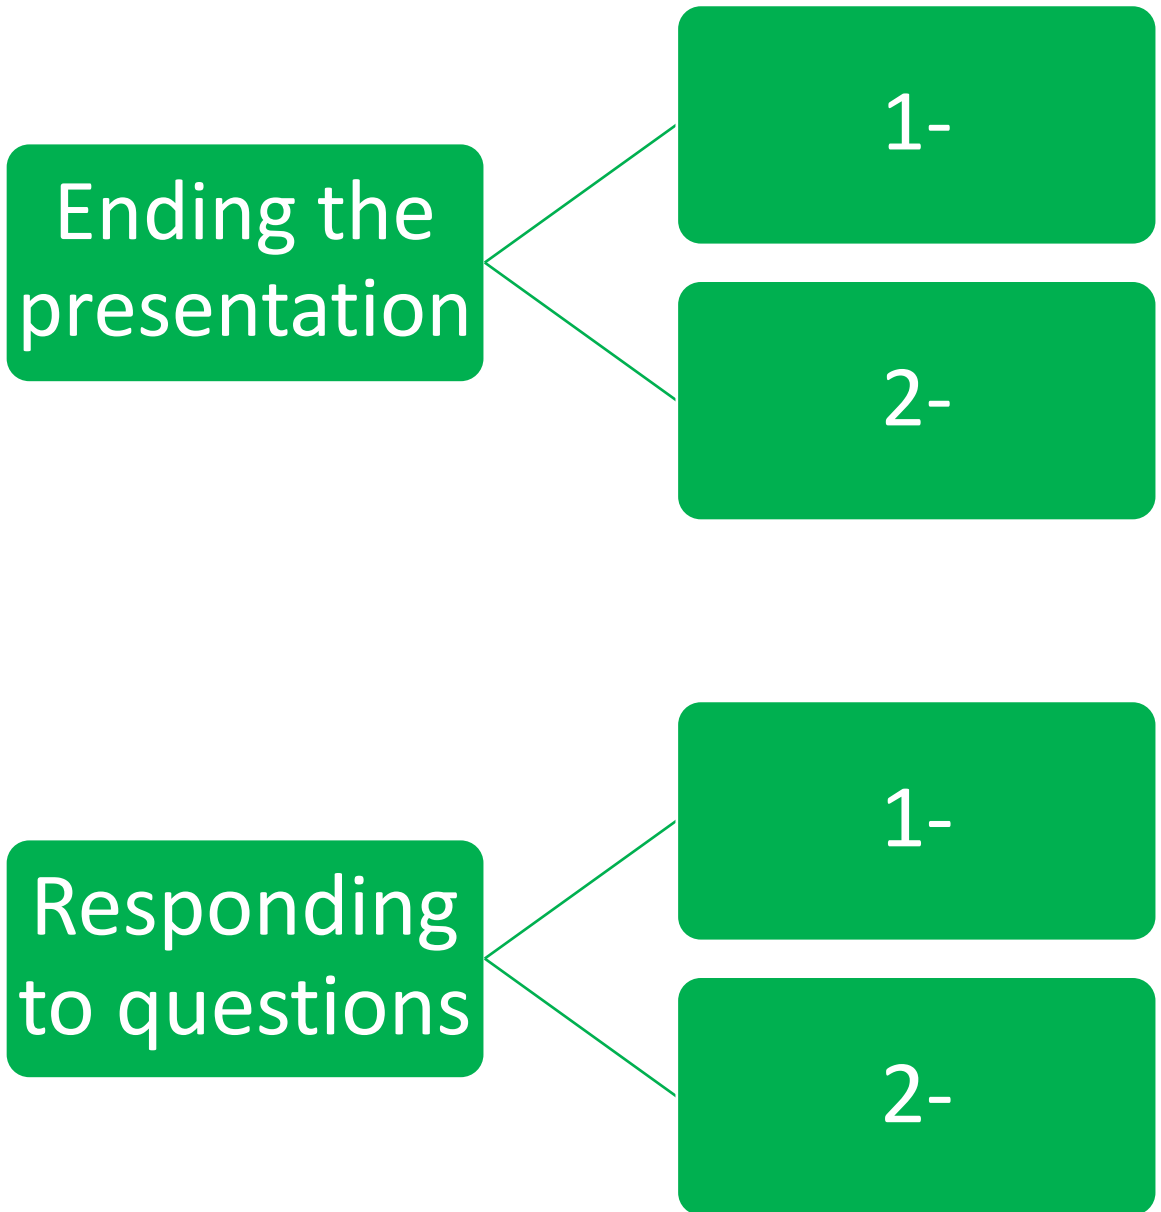 Ending the
presentation
1-
2-
Responding
to questions
1-
2-